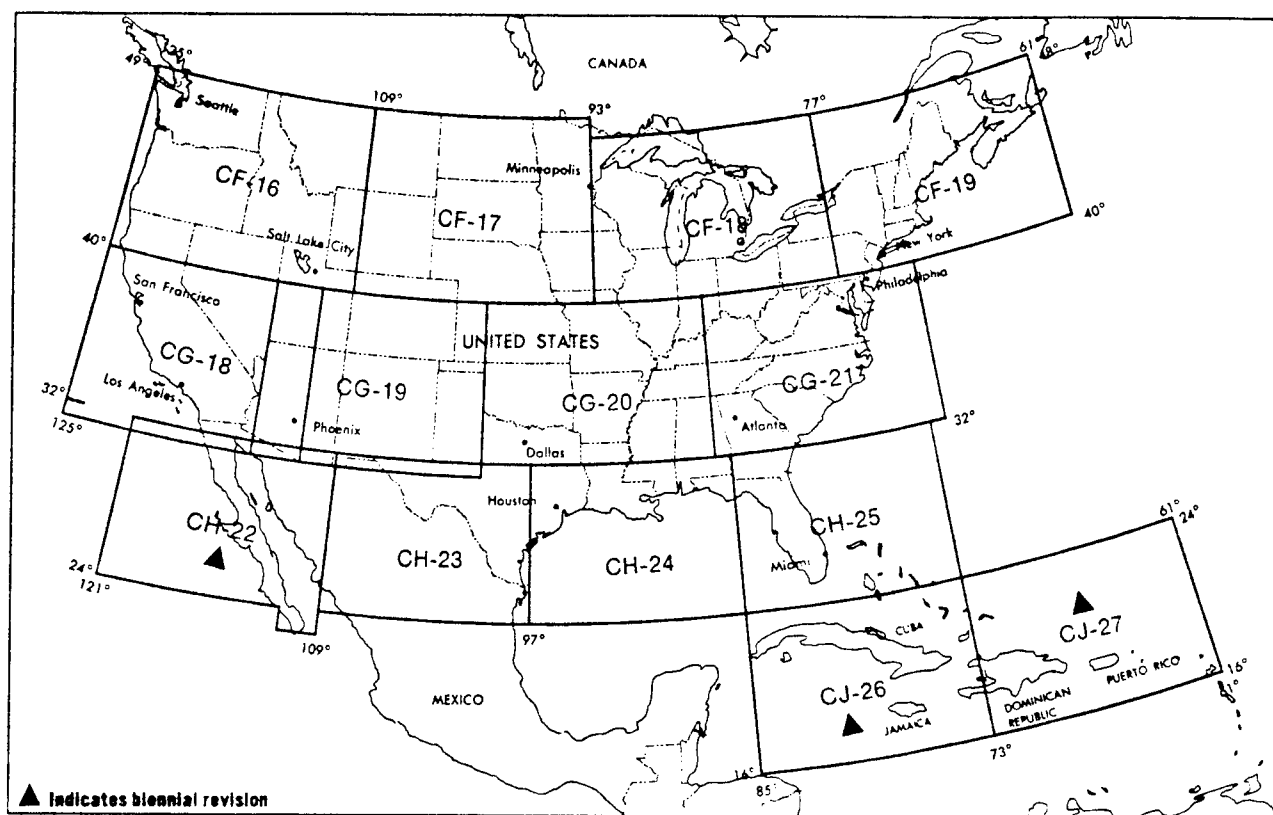 CANADA
125°
49°
Seattle
109°
93°
77°
61
8°
Minneapolis
CF-16
CF-17
CF-18
CF-19
Salt Lake City
40°
40°
New York
Philadelphia
San Francisco
UNITED STATES
CG-18
CG-19
CG-20
CG-21
Los Angeles
32°
125°
Phoenix
Dallas
Atlanta
32°
Houston
CH-22
CH-23
CH-24
CH-25
Miami
24°
121°
109°
97°
61°
24°
CUBA
CJ-27
MEXICO
CJ-26
JAMAICA
DOMINICAN
REPUBLIC
PUERTO RICO
16°
1°
73°
16°
85°
Indicates biennial revision